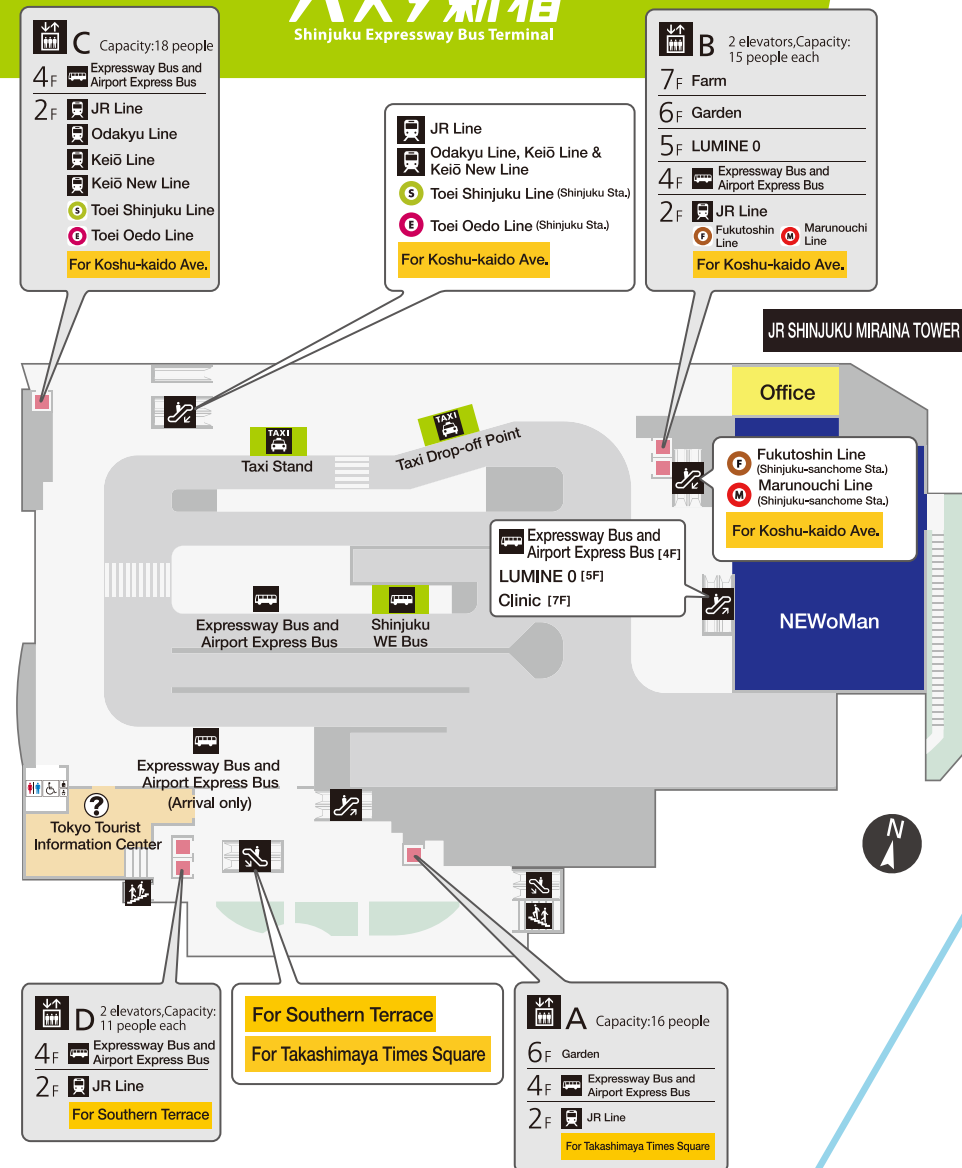 バスタ新宿
Shinjuku Expressway Bus Terminal
C Capacity:18 people
4F Expressway Bus and
Airport Express Bus
2F JR Line
Odakyu Line
Keiō Line
Keiō New Line
S Toei Shinjuku Line
E Toei Oedo Line
For Koshu-kaido Ave.
JR Line
Odakyu Line, Keiō Line &
Keiō New Line
S Toei Shinjuku Line (Shinjuku Sta.)
E Toei Oedo Line (Shinjuku Sta.)
For Koshu-kaido Ave.
B 2 elevators,Capacity:
15 people each
7F Farm
6F Garden
5F LUMINE 0
4F Expressway Bus and
Airport Express Bus
2F JR Line
F Fukutoshin
Line
M Marunouchi
Line
For Koshu-kaido Ave.
JR SHINJUKU MIRAINA TOWER
Office
TAXI
Taxi Stand
TAXI
Taxi Drop-off Point
F Fukutoshin Line
(Shinjuku-sanchome Sta.)
M Marunouchi Line
(Shinjuku-sanchome Sta.)
For Koshu-kaido Ave.
Expressway Bus and
Airport Express Bus [4F]
LUMINE 0 [5F]
Clinic [7F]
NEWoMan
Expressway Bus and
Airport Express Bus
Shinjuku
WE Bus
Expressway Bus and
Airport Express Bus
(Arrival only)
?
Tokyo Tourist
Information Center
N
D 2 elevators,Capacity:
11 people each
4F Expressway Bus and
Airport Express Bus
2F JR Line
For Southern Terrace
For Southern Terrace
For Takashimaya Times Square
A Capacity:16 people
6F Garden
4F Expressway Bus and
Airport Express Bus
2F JR Line
For Takashimaya Times Square